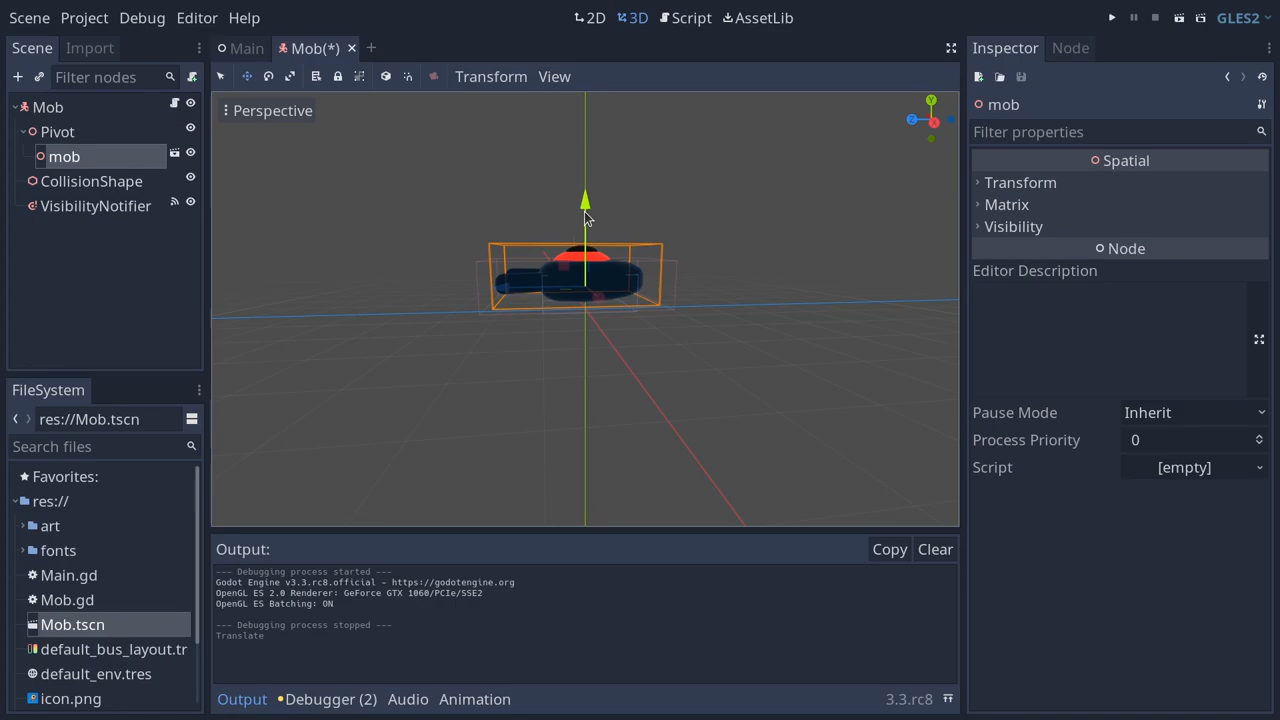 Scene Project Debug Editor Help
2D 3D Script AssetLib
GLES2
Scene Import
Filter nodes
Mob
Pivot
mob
CollisionShape
VisibilityNotifier
FileSystem
res://Mob.tscn
Search files
Favorites:
res://
art
fonts
Main.gd
Mob.gd
Mob.tscn
default_bus_layout.tr
default_env.tres
icon.png
Main Mob(*)
Transform View
Perspective
Y
Z
X
Output:
Copy Clear
--- Debugging process started ---
Godot Engine v3.3.rc8.official - https://godotengine.org
OpenGL ES 2.0 Renderer: GeForce GTX 1060/PCIe/SSE2
OpenGL ES Batching: ON
--- Debugging process stopped ---
Translate
Output Debugger (2) Audio Animation
3.3.rc8
Inspector Node
mob
Filter properties
Spatial
Transform
Matrix
Visibility
Node
Editor Description
Pause Mode Inherit
Process Priority 0
Script [empty]